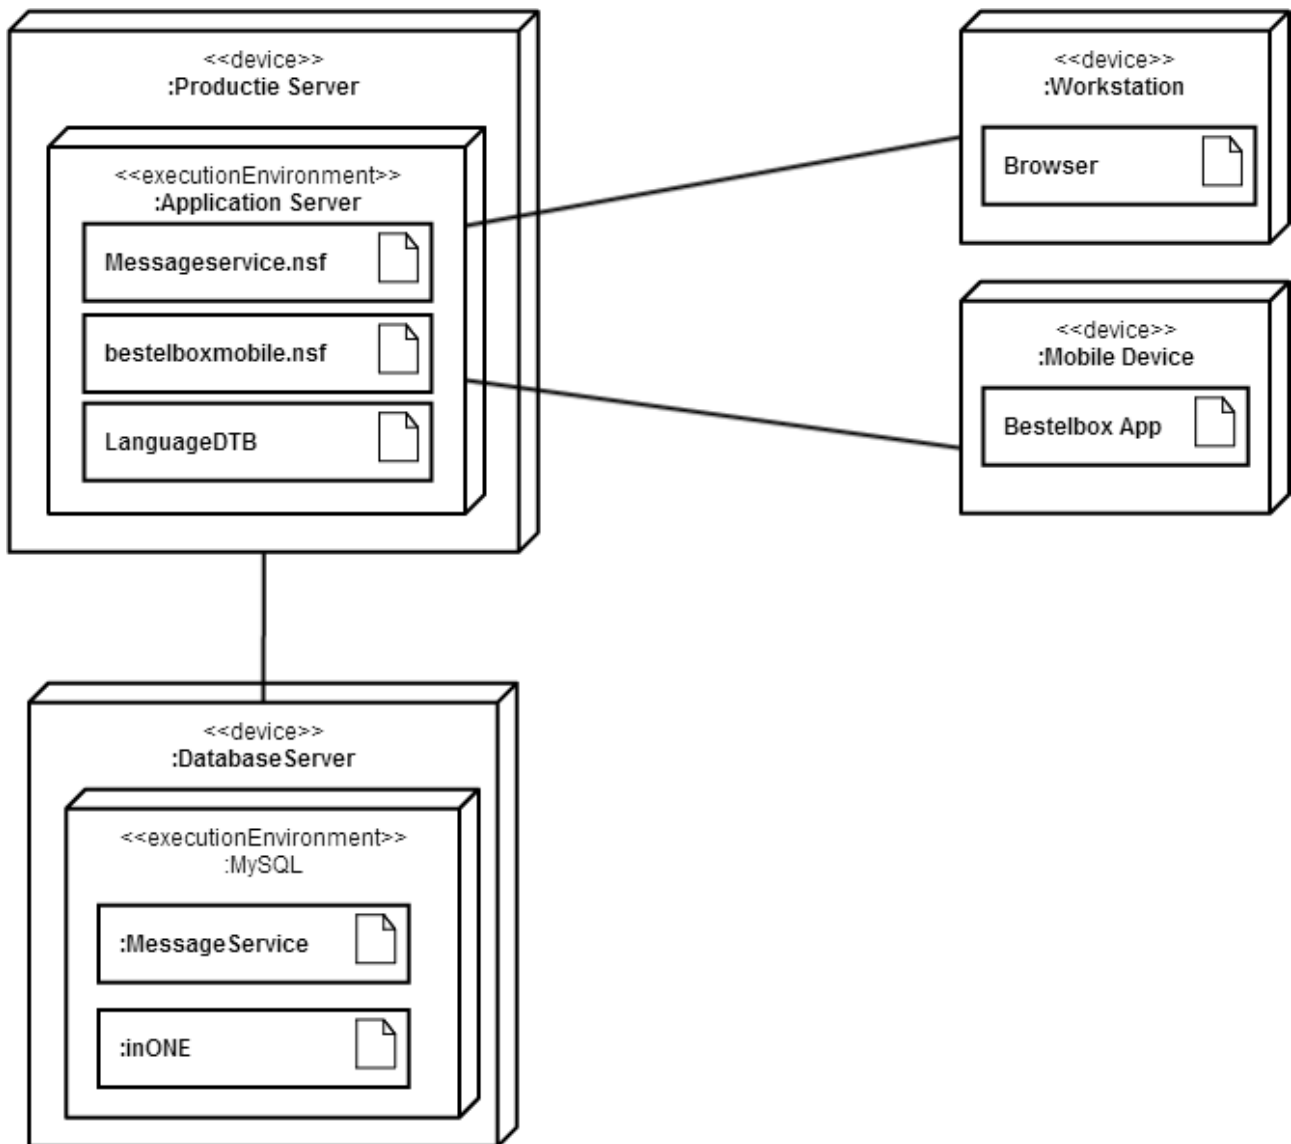 <<device>>
:Productie Server
<<executionEnvironment>>
:Application Server
Messageservice.nsf
bestelboxmobile.nsf
LanguageDTB
<<device>>
:Workstation
Browser
<<device>>
:Mobile Device
Bestelbox App
<<device>>
:DatabaseServer
<<executionEnvironment>>
:MySQL
:MessageService
:inONE